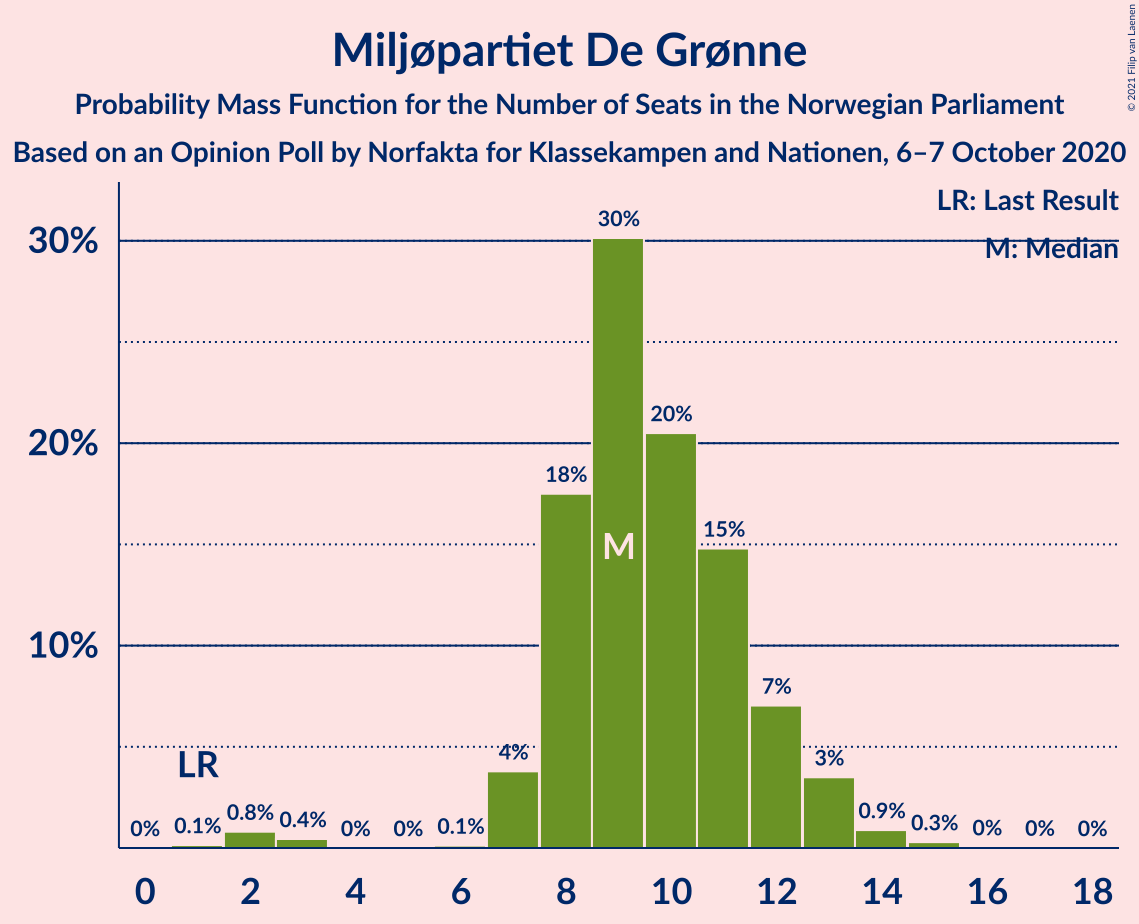 Miljøpartiet De Grønne
Probability Mass Function for the Number of Seats in the Norwegian Parliament
Based on an Opinion Poll by Norfakta for Klassekampen and Nationen, 6–7 October 2020
© 2021 Filip van Laenen
LR: Last Result
M: Median
30%
20%
10%
0%
0.1%
0.8%
0.4%
0%
0%
0.1%
4%
18%
30%
20%
15%
7%
3%
0.9%
0.3%
0%
0%
0%
LR
M
0 2 4 6 8 10 12 14 16 18